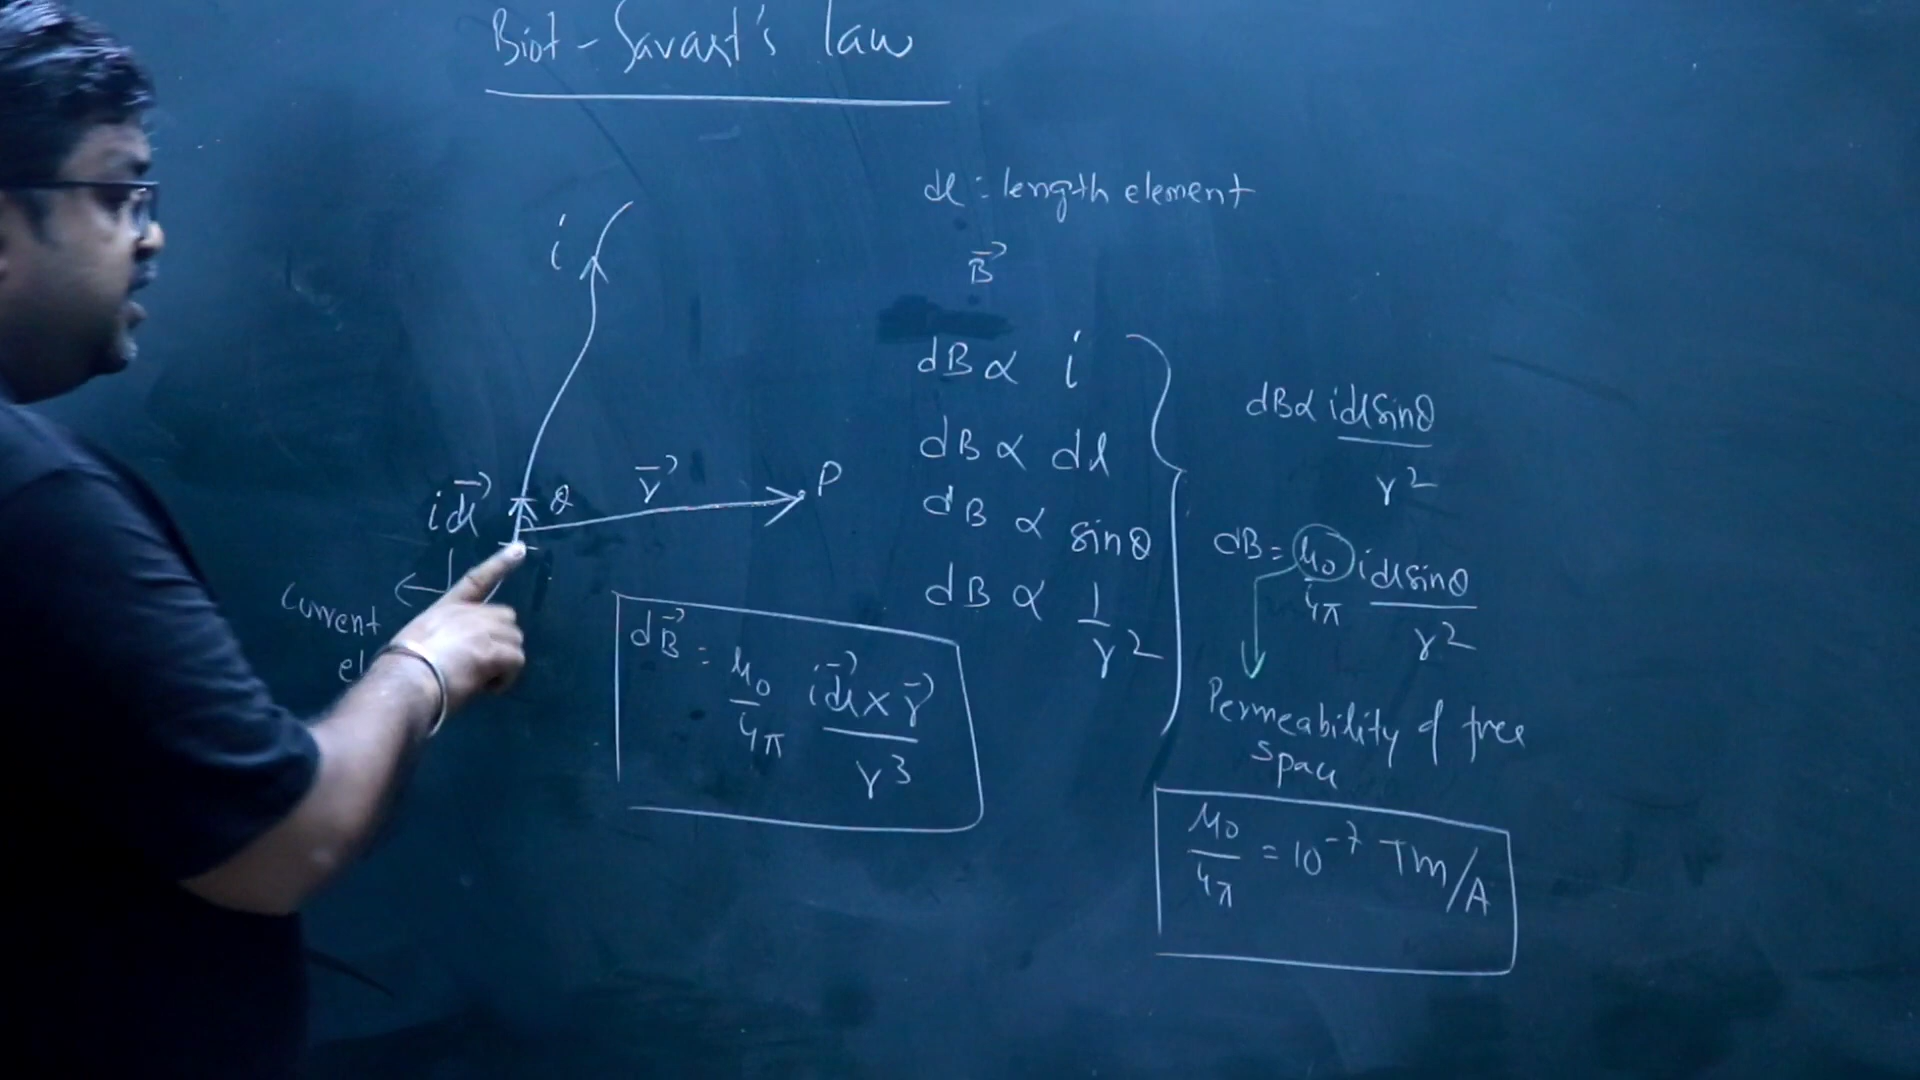 Biot - Savart's law
dl : length element
B⃗
i
dB ∝ i
dB ∝ dl
dB ∝ sinθ
dB ∝ 1/r²
dB ∝ idl sinθ/r²
dB = μ₀/4π idl sinθ/r²
Permeability of free
space
μ₀/4π = 10⁻⁷ Tm/A
idl⃗
θ
r⃗
P
Current
dB⃗ = μ₀/4π idl⃗ × r⃗/r³